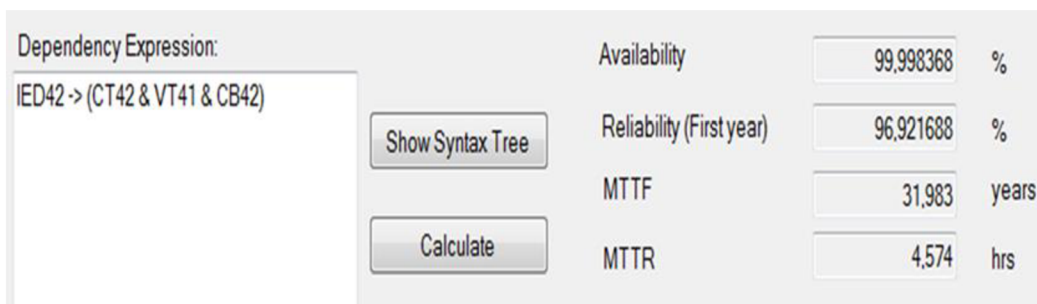 Dependency Expression:
IED42 -> (CT42 & VT41 & CB42)
Show Syntax Tree
Calculate
Availability 99,998368 %
Reliability (First year) 96,921688 %
MTTF 31,983 years
MTTR 4,574 hrs